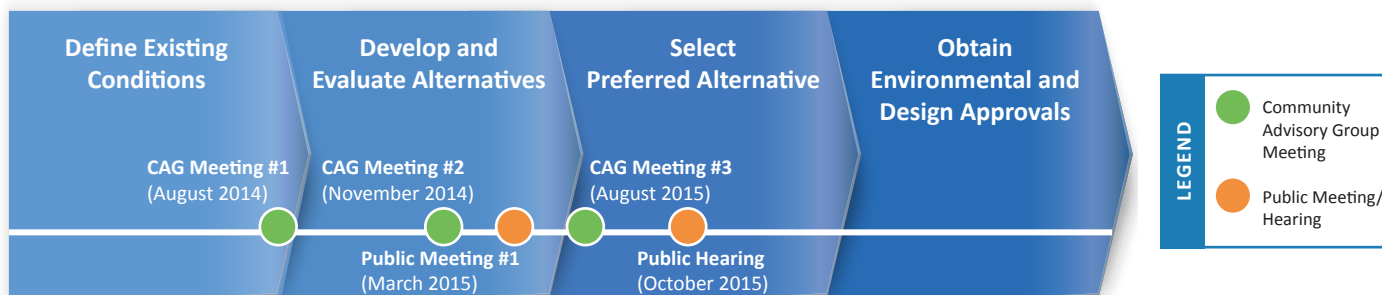 Define Existing
Conditions
Develop and
Evaluate Alternatives
Select
Preferred Alternative
Obtain
Environmental and
Design Approvals
CAG Meeting #1
(August 2014)
CAG Meeting #2
(November 2014)
CAG Meeting #3
(August 2015)
Public Meeting #1
(March 2015)
Public Hearing
(October 2015)
LEGEND
Community
Advisory Group
Meeting
Public Meeting/
Hearing